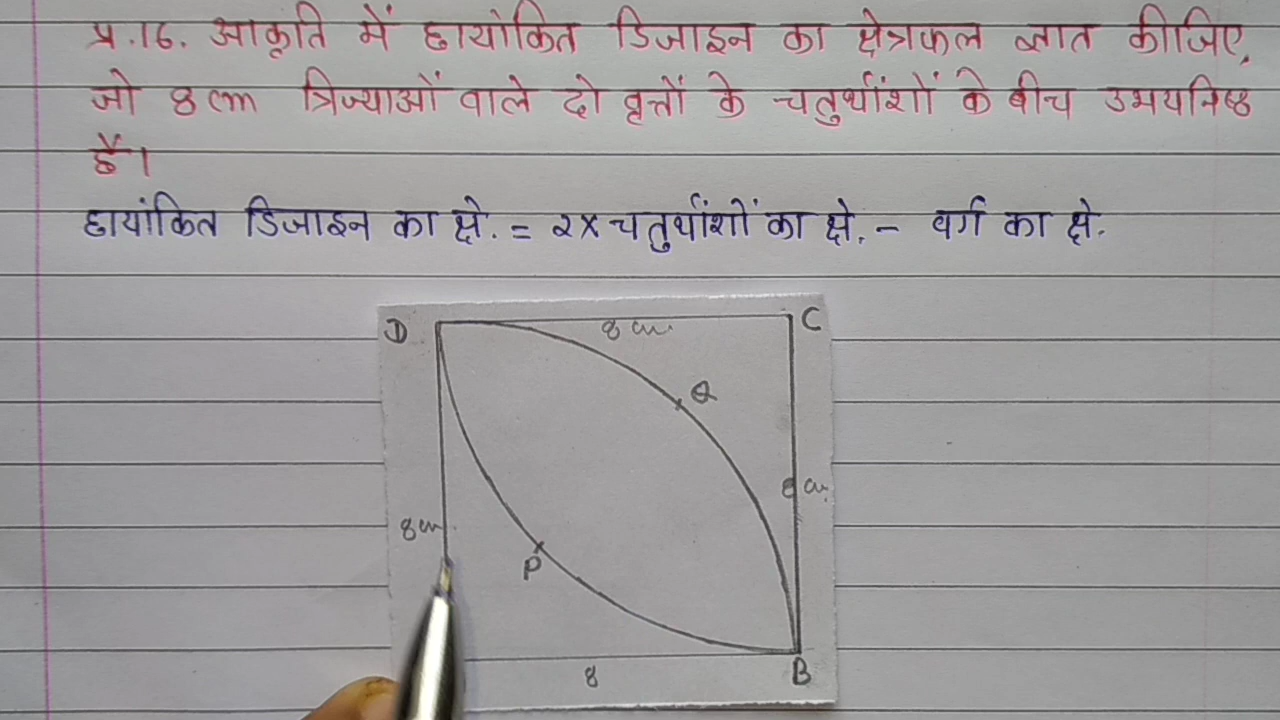 प्र.16. आकृति में छायांकित डिजाइन का क्षेत्रफल ज्ञात कीजिए,
जो 8 cm त्रिज्याओं वाले दो वृत्तों के चतुर्थांशों के बीच उभयनिष्ठ
है।
छायांकित डिजाइन का क्षे. = 2 × चतुर्थांशों का क्षे. - वर्ग का क्षे.
D 8 cm C
Q
8 cm
8 cm
P
8 B